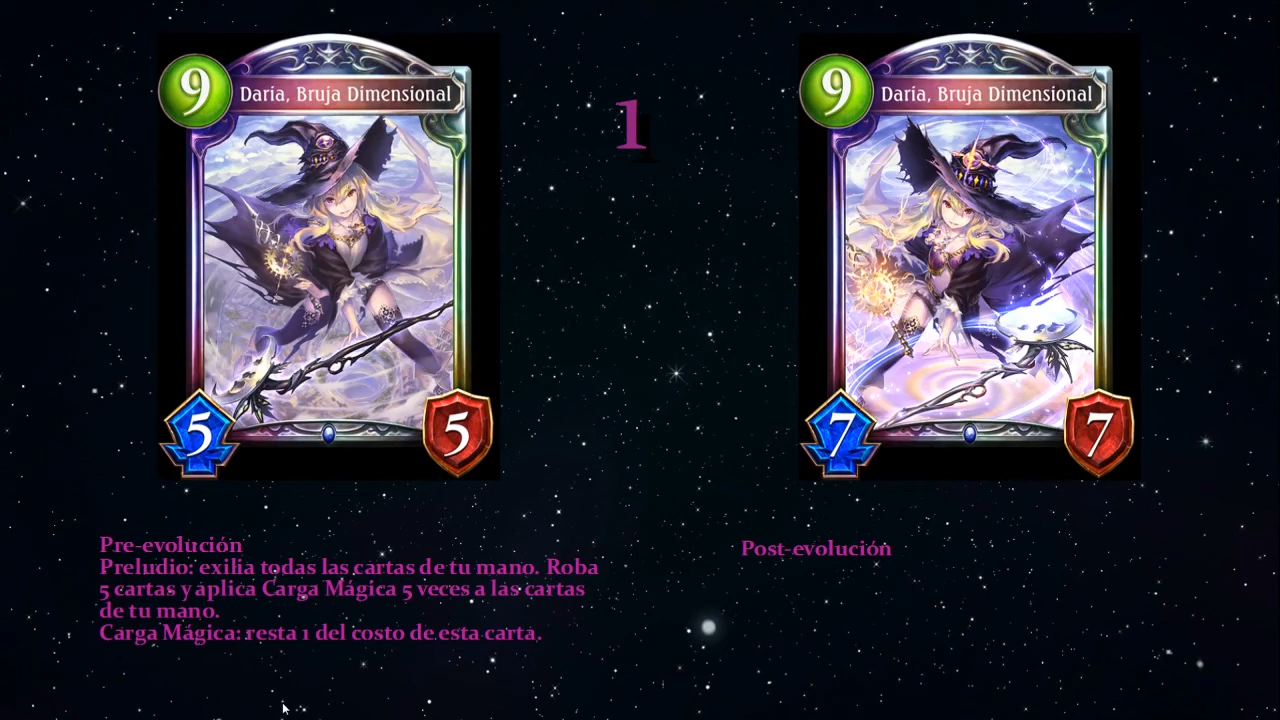 9
Daria, Bruja Dimensional
5
5
1
9
Daria, Bruja Dimensional
7
7
Pre-evolución
Preludio: exilia todas las cartas de tu mano. Roba
5 cartas y aplica Carga Mágica 5 veces a las cartas
de tu mano.
Carga Mágica: resta 1 del costo de esta carta.
Post-evolución